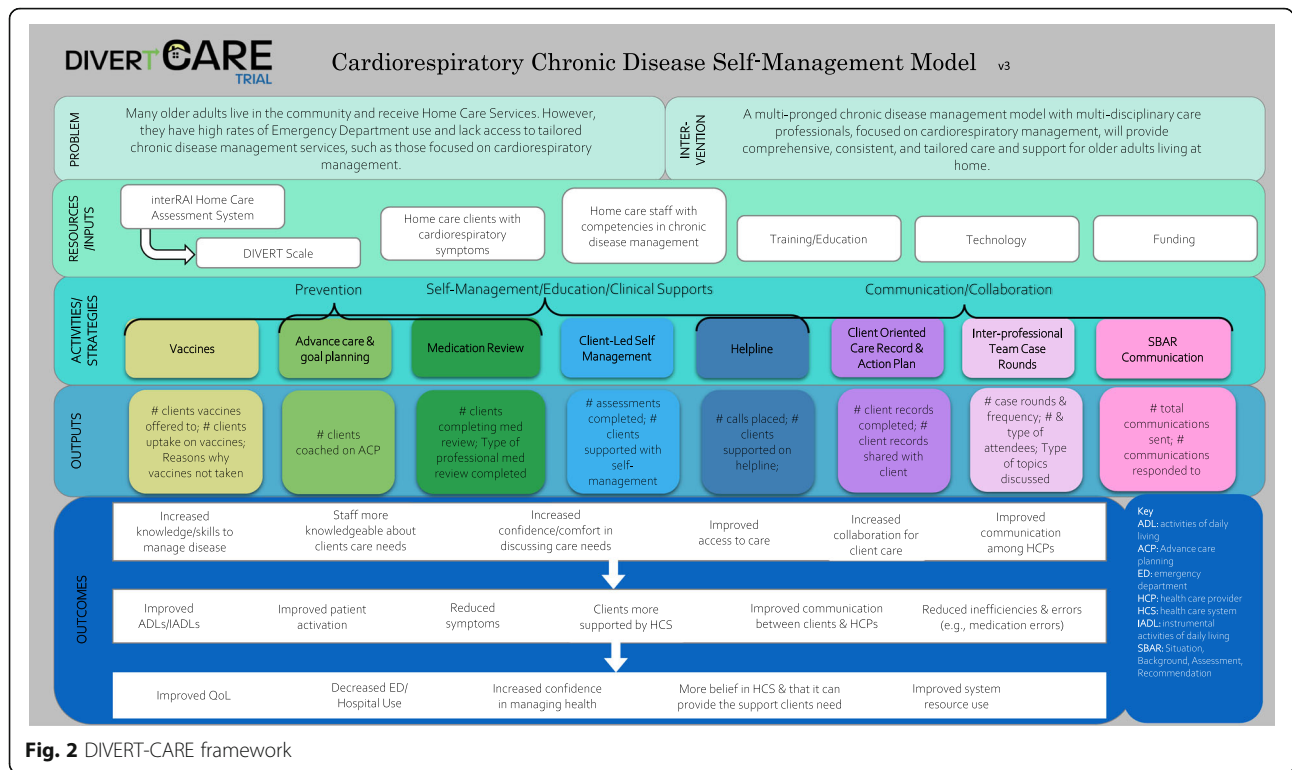 DIVERT CARE
TRIAL
Cardiorespiratory Chronic Disease Self-Management Model v3
PROBLEM
Many older adults live in the community and receive Home Care Services. However,
they have high rates of Emergency Department use and lack access to tailored
chronic disease management services, such as those focused on cardiorespiratory
management.
INTER-
VENTION
A multi-pronged chronic disease management model with multi-disciplinary care
professionals, focused on cardiorespiratory management, will provide
comprehensive, consistent, and tailored care and support for older adults living at
home.
RESOURCES
/INPUTS
interRAI Home Care
Assessment System
DIVERT Scale
Home care clients with
cardiorespiratory
symptoms
Home care staff with
competencies in chronic
disease management
Training/Education
Technology
Funding
ACTIVITIES/
STRATEGIES
Prevention
Self-Management/Education/Clinical Supports
Communication/Collaboration
Vaccines
Advance care &
goal planning
Medication Review
Client-Led Self
Management
Helpline
Client Oriented
Care Record &
Action Plan
Inter-professional
Team Case
Rounds
SBAR
Communication
OUTPUTS
# clients vaccines
offered to; # clients
uptake on vaccines;
Reasons why
vaccines not taken
# clients
coached on ACP
# clients
completing med
review; Type of
professional med
review completed
# assessments
completed; #
clients
supported with
self-
management
# calls placed; #
clients
supported on
helpline;
# client records
completed; #
client records
shared with
client
# case rounds &
frequency; # &
type of
attendees; Type
of topics
discussed
# total
communications
sent; #
communications
responded to
OUTCOMES
Increased
knowledge/skills to
manage disease
Staff more
knowledgeable about
clients care needs
Increased
confidence/comfort in
discussing care needs
Improved
access to care
Increased
collaboration for
client care
Improved
communication
among HCPs
Improved
ADLs/IADLs
Improved patient
activation
Reduced
symptoms
Clients more
supported by HCS
Improved communication
between clients & HCPs
Reduced inefficiencies & errors
(e.g., medication errors)
Improved QoL
Decreased ED/
Hospital Use
Increased confidence
in managing health
More belief in HCS & that it can
provide the support clients need
Improved system
resource use
Key
ADL: activities of daily
living
ACP: Advance care
planning
ED: emergency
department
HCP: health care provider
HCS: health care system
IADL: instrumental
activities of daily living
SBAR: Situation,
Background, Assessment,
Recommendation
Fig. 2 DIVERT-CARE framework